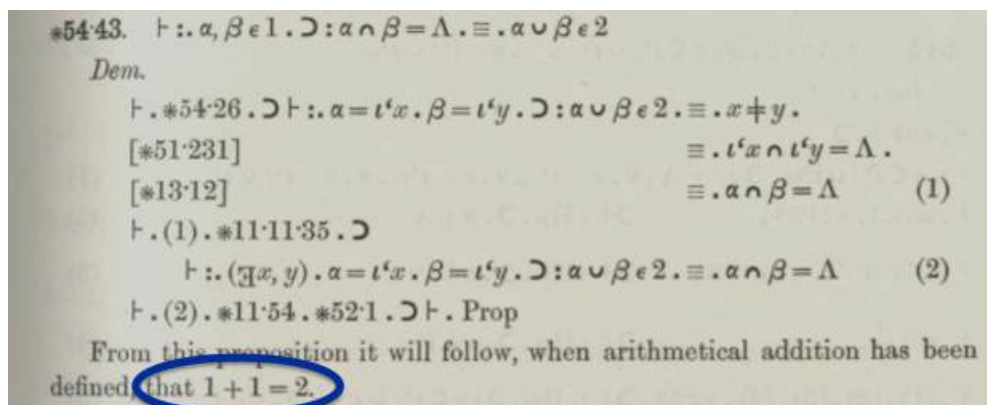 ∗54·43. ⊢:. α, β ϵ 1 . ⊃ : α ∩ β = Λ . ≡ . α ∪ β ϵ 2
Dem.
⊢ . ∗54·26 . ⊃ ⊢ :. α = ι‘x . β = ι‘y . ⊃ : α ∪ β ϵ 2 . ≡ . x ≠ y .
[∗51·231] ≡ . ι‘x ∩ ι‘y = Λ .
[∗13·12] ≡ . α ∩ β = Λ (1)
⊢ . (1) . ∗11·11·35 . ⊃
⊢ :. (∃x, y) . α = ι‘x . β = ι‘y . ⊃ : α ∪ β ϵ 2 . ≡ . α ∩ β = Λ (2)
⊢ . (2) . ∗11·54 . ∗52·1 . ⊃ ⊢ . Prop
From this proposition it will follow, when arithmetical addition has been
defined, that 1 + 1 = 2.